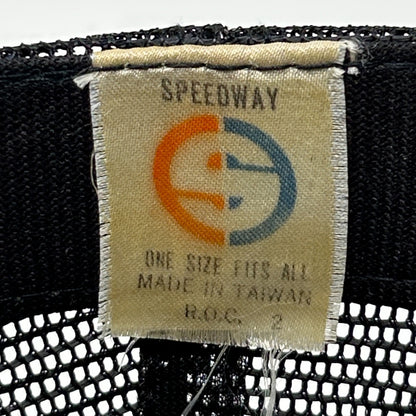 SPEEDWAY
ONE SIZE FITS ALL
MADE IN TAIWAN
R.O.C. 2